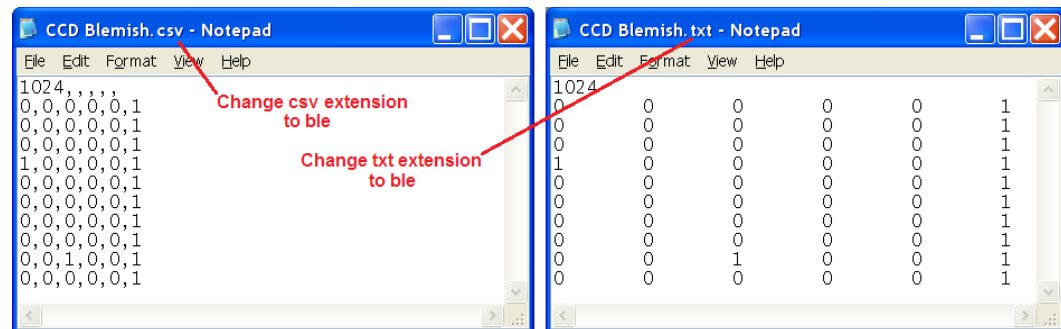 CCD Blemish.csv - Notepad
File Edit Format View Help
1024,,,,,
0,0,0,0,0,1
0,0,0,0,0,1
0,0,0,0,0,1
1,0,0,0,0,1
0,0,0,0,0,1
0,0,0,0,0,1
0,0,0,0,0,1
0,0,0,0,0,1
0,0,1,0,0,1
0,0,0,0,0,1
Change csv extension
to ble
Change txt extension
to ble
CCD Blemish.txt - Notepad
File Edit Format View Help
1024
0 0 0 0 0 1
0 0 0 0 0 1
0 0 0 0 0 1
1 0 0 0 0 1
0 0 0 0 0 1
0 0 0 0 0 1
0 0 0 0 0 1
0 0 0 0 0 1
0 0 1 0 0 1
0 0 0 0 0 1